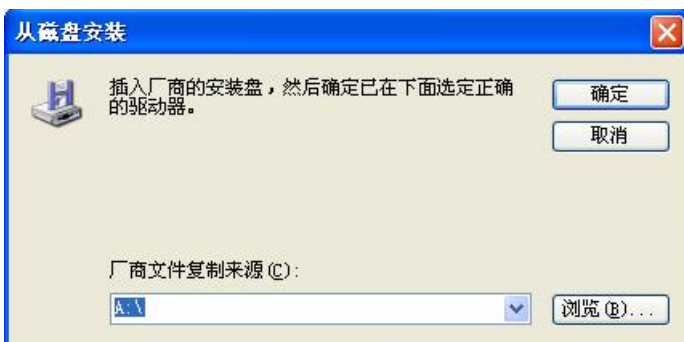 从磁盘安装
插入厂商的安装盘，然后确定已在下面选定正确
的驱动器。
确定
取消
厂商文件复制来源(C):
A:\
浏览(B)...